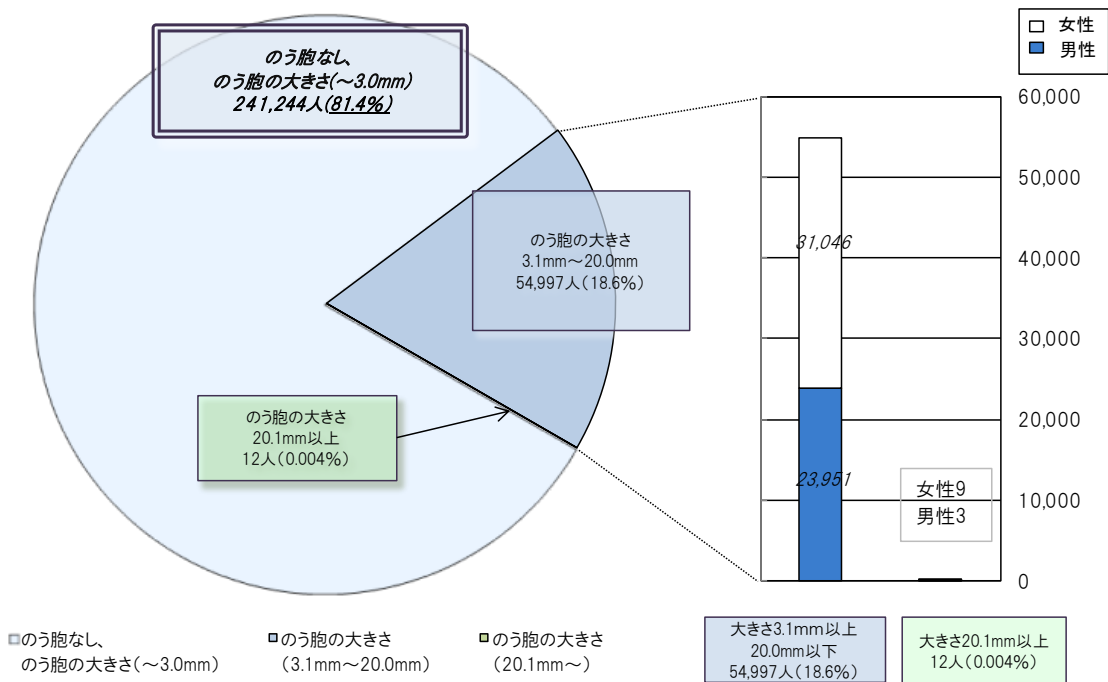 のう胞なし、
のう胞の大きさ(～3.0mm)
241,244人(81.4%)
のう胞の大きさ
3.1mm～20.0mm
54,997人(18.6%)
のう胞の大きさ
20.1mm以上
12人(0.004%)
女性
男性
60,000
50,000
40,000
30,000
20,000
10,000
0
31,046
23,951
女性9
男性3
のう胞なし、
のう胞の大きさ(～3.0mm)
のう胞の大きさ
(3.1mm～20.0mm)
のう胞の大きさ
(20.1mm～)
大きさ3.1mm以上
20.0mm以下
54,997人(18.6%)
大きさ20.1mm以上
12人(0.004%)